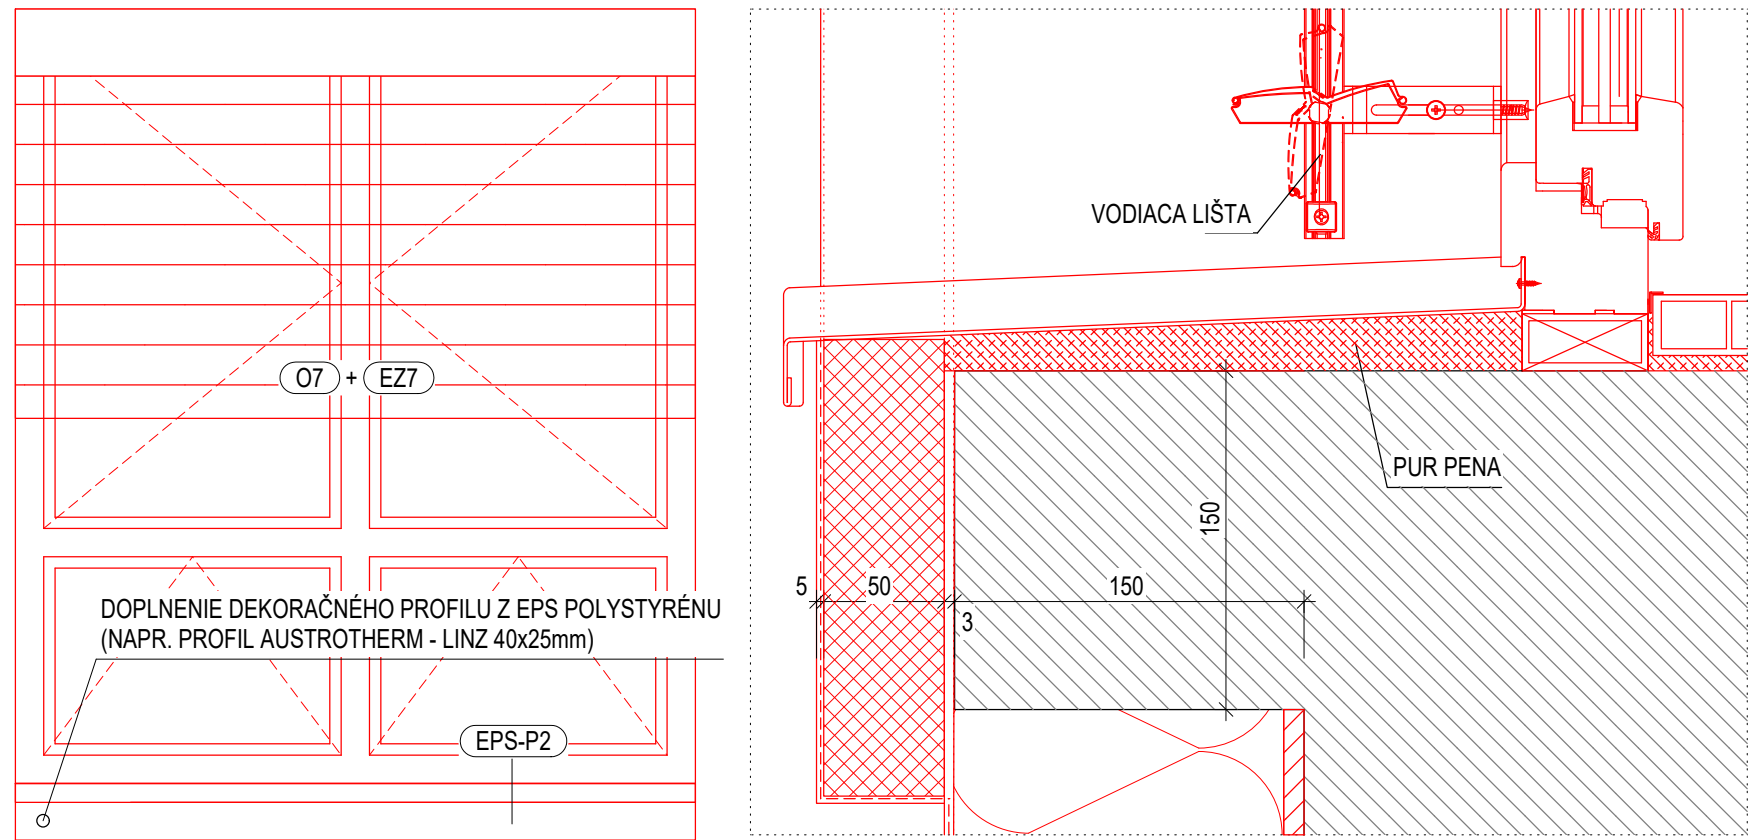 O7 + EZ7
DOPLNENIE DEKORAČNÉHO PROFILU Z EPS POLYSTYRÉNU
(NAPR. PROFIL AUSTROTHERM - LINZ 40x25mm)
EPS-P2
VODIACA LIŠTA
PUR PENA
150
5
50
150
3